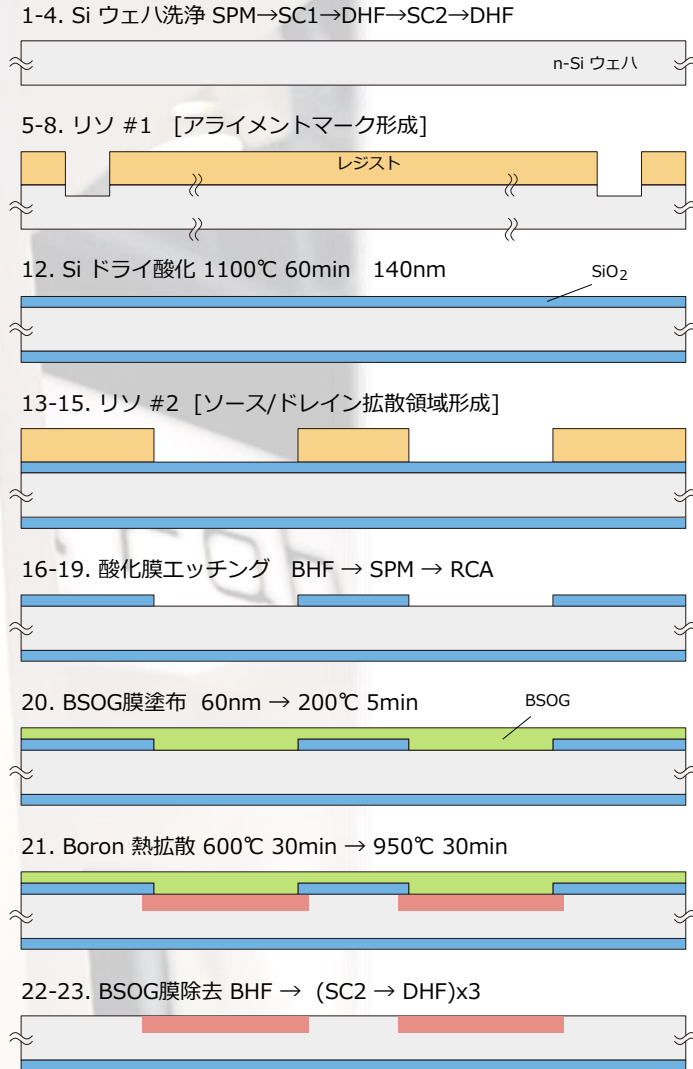 1-4. Si ウェハ洗浄 SPM→SC1→DHF→SC2→DHF
n-Si ウェハ
5-8. リソ #1 [アライメントマーク形成]
レジスト
12. Si ドライ酸化 1100℃ 60min 140nm
SiO2
13-15. リソ #2 [ソース/ドレイン拡散領域形成]
16-19. 酸化膜エッチング BHF → SPM → RCA
20. BSOG膜塗布 60nm → 200℃ 5min
BSOG
21. Boron 熱拡散 600℃ 30min → 950℃ 30min
22-23. BSOG膜除去 BHF → (SC2 → DHF)x3